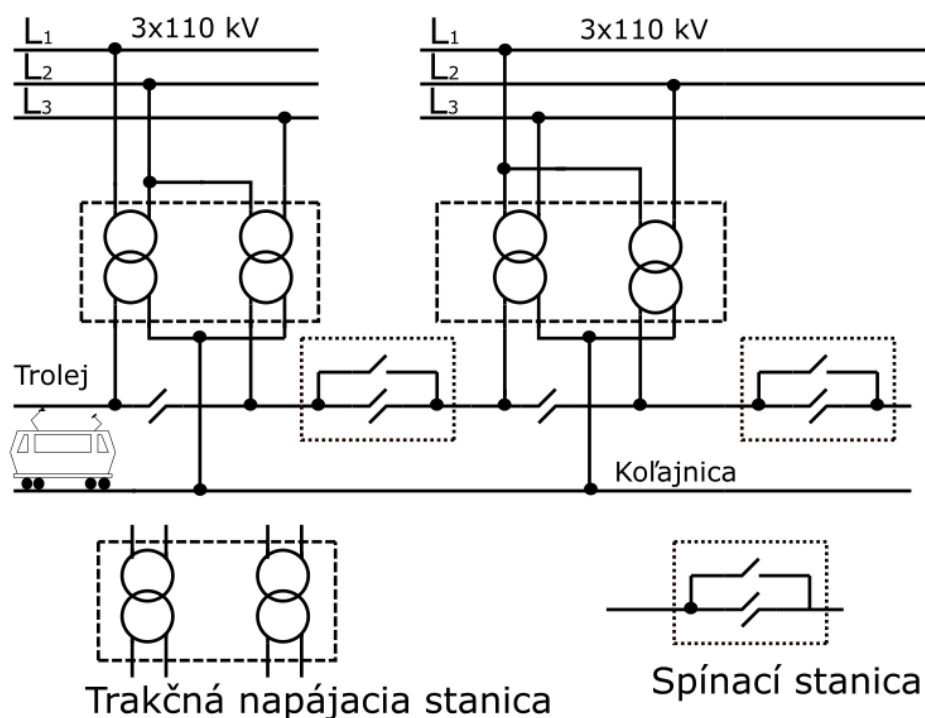 L1 3x110 kV
L2
L3
L1 3x110 kV
L2
L3
Trolej
Koľajnica
Trakčná napájacia stanica
Spínací stanica